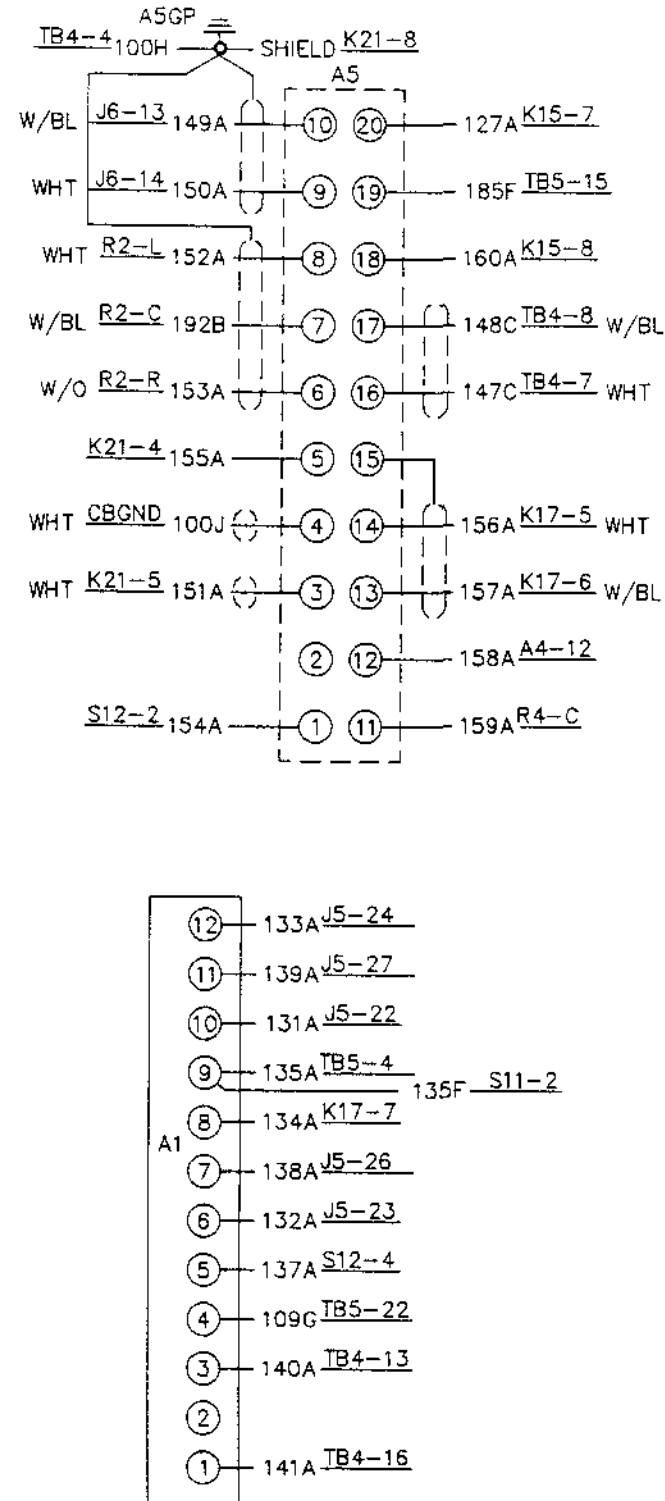 A5GP
TB4-4 100H SHIELD K21-8
A5
W/BL J6-13 149A 10 20 127A K15-7
WHT J6-14 150A 9 19 185F TB5-15
WHT R2-L 152A 8 18 160A K15-8
W/BL R2-C 192B 7 17 148C TB4-8 W/BL
W/O R2-R 153A 6 16 147C TB4-7 WHT
K21-4 155A 5 15
WHT CBGND 100J 4 14 156A K17-5 WHT
WHT K21-5 151A 3 13 157A K17-6 W/BL
2 12 158A A4-12
S12-2 154A 1 11 159A R4-C
12 133A J5-24
11 139A J5-27
10 131A J5-22
9 135A TB5-4
135F S11-2
8 134A K17-7
A1
7 138A J5-26
6 132A J5-23
5 137A S12-4
4 109G TB5-22
3 140A TB4-13
2
1 141A TB4-16